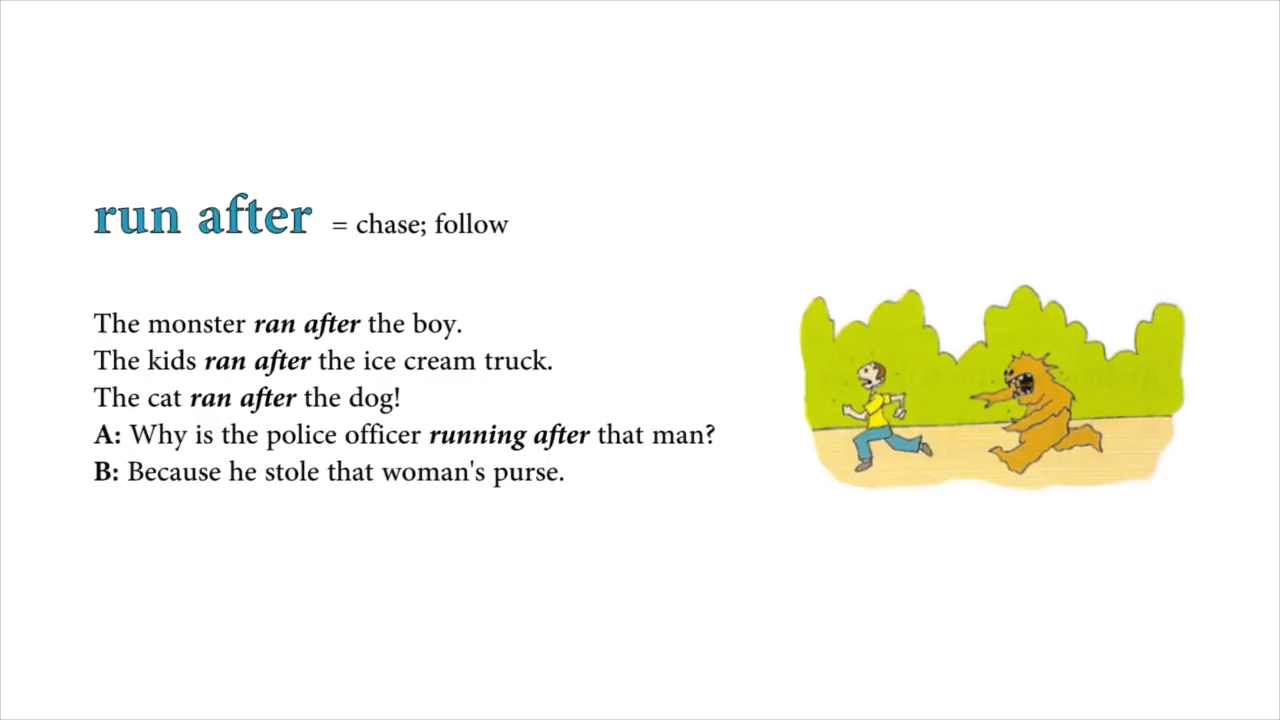 run after = chase; follow
The monster ran after the boy.
The kids ran after the ice cream truck.
The cat ran after the dog!
A: Why is the police officer running after that man?
B: Because he stole that woman's purse.